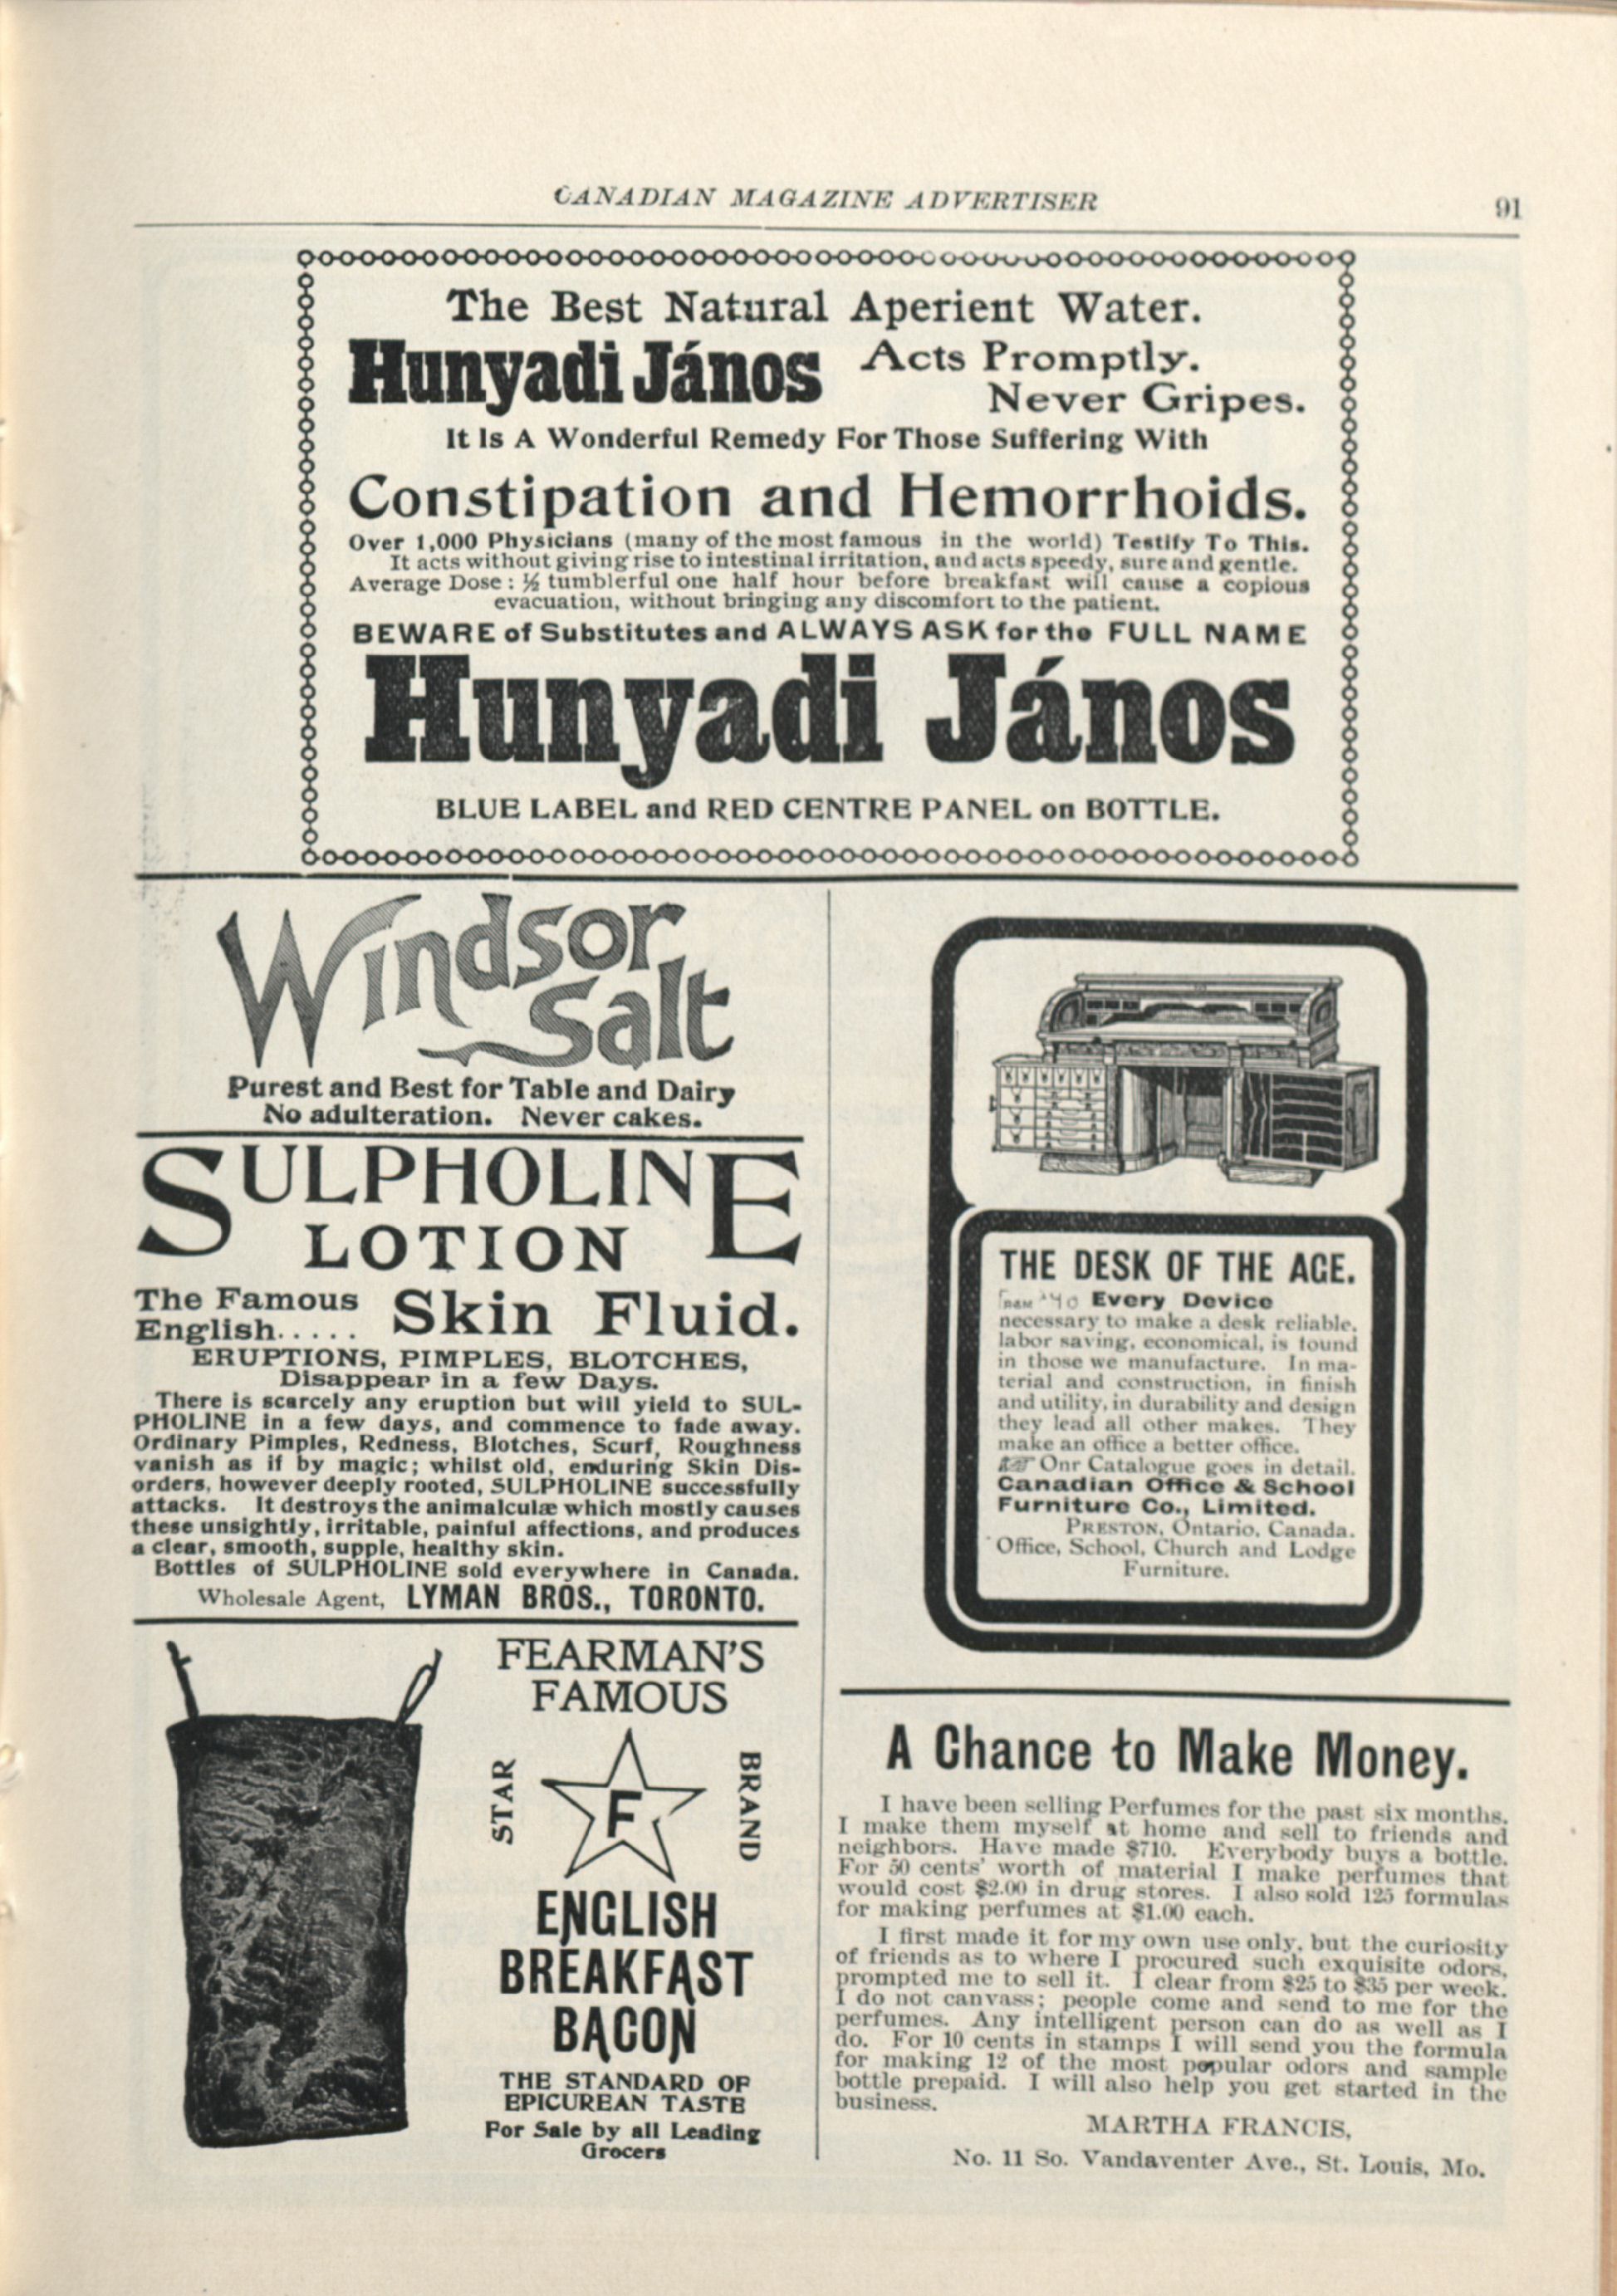 CANADIAN MAGAZINE ADVERTISER 91
The Best Natural Aperient Water.
Hunyadi János Acts Promptly.
Never Gripes.
It Is A Wonderful Remedy For Those Suffering With
Constipation and Hemorrhoids.
Over 1,000 Physicians (many of the most famous in the world) Testify To This.
It acts without giving rise to intestinal irritation, and acts speedy, sure and gentle.
Average Dose : ½ tumblerful one half hour before breakfast will cause a copious
evacuation, without bringing any discomfort to the patient.
BEWARE of Substitutes and ALWAYS ASK for the FULL NAME
Hunyadi János
BLUE LABEL and RED CENTRE PANEL on BOTTLE.
Windsor
Salt
Purest and Best for Table and Dairy
No adulteration. Never cakes.
SULPHOLINE
LOTION
The Famous
English..... Skin Fluid.
ERUPTIONS, PIMPLES, BLOTCHES,
Disappear in a few Days.
There is scarcely any eruption but will yield to SUL-
PHOLINE in a few days, and commence to fade away.
Ordinary Pimples, Redness, Blotches, Scurf, Roughness
vanish as if by magic; whilst old, enduring Skin Dis-
orders, however deeply rooted, SULPHOLINE successfully
attacks. It destroys the animalculæ which mostly causes
these unsightly, irritable, painful affections, and produces
a clear, smooth, supple, healthy skin.
Bottles of SULPHOLINE sold everywhere in Canada.
Wholesale Agent, LYMAN BROS., TORONTO.
FEARMAN'S
FAMOUS
STAR
F
BRAND
ENGLISH
BREAKFAST
BACON
THE STANDARD OF
EPICUREAN TASTE
For Sale by all Leading
Grocers
THE DESK OF THE AGE.
Every Device
necessary to make a desk reliable,
labor saving, economical, is found
in those we manufacture. In ma-
terial and construction, in finish
and utility, in durability and design
they lead all other makes. They
make an office a better office.
Onr Catalogue goes in detail.
Canadian Office & School
Furniture Co., Limited.
PRESTON, Ontario, Canada.
Office, School, Church and Lodge
Furniture.
A Chance to Make Money.
I have been selling Perfumes for the past six months.
I make them myself at home and sell to friends and
neighbors. Have made $710. Everybody buys a bottle.
For 50 cents' worth of material I make perfumes that
would cost $2.00 in drug stores. I also sold 125 formulas
for making perfumes at $1.00 each.
I first made it for my own use only, but the curiosity
of friends as to where I procured such exquisite odors,
prompted me to sell it. I clear from $25 to $35 per week.
I do not canvass; people come and send to me for the
perfumes. Any intelligent person can do as well as I
do. For 10 cents in stamps I will send you the formula
for making 12 of the most popular odors and sample
bottle prepaid. I will also help you get started in the
business.
MARTHA FRANCIS,
No. 11 So. Vandaventer Ave., St. Louis, Mo.